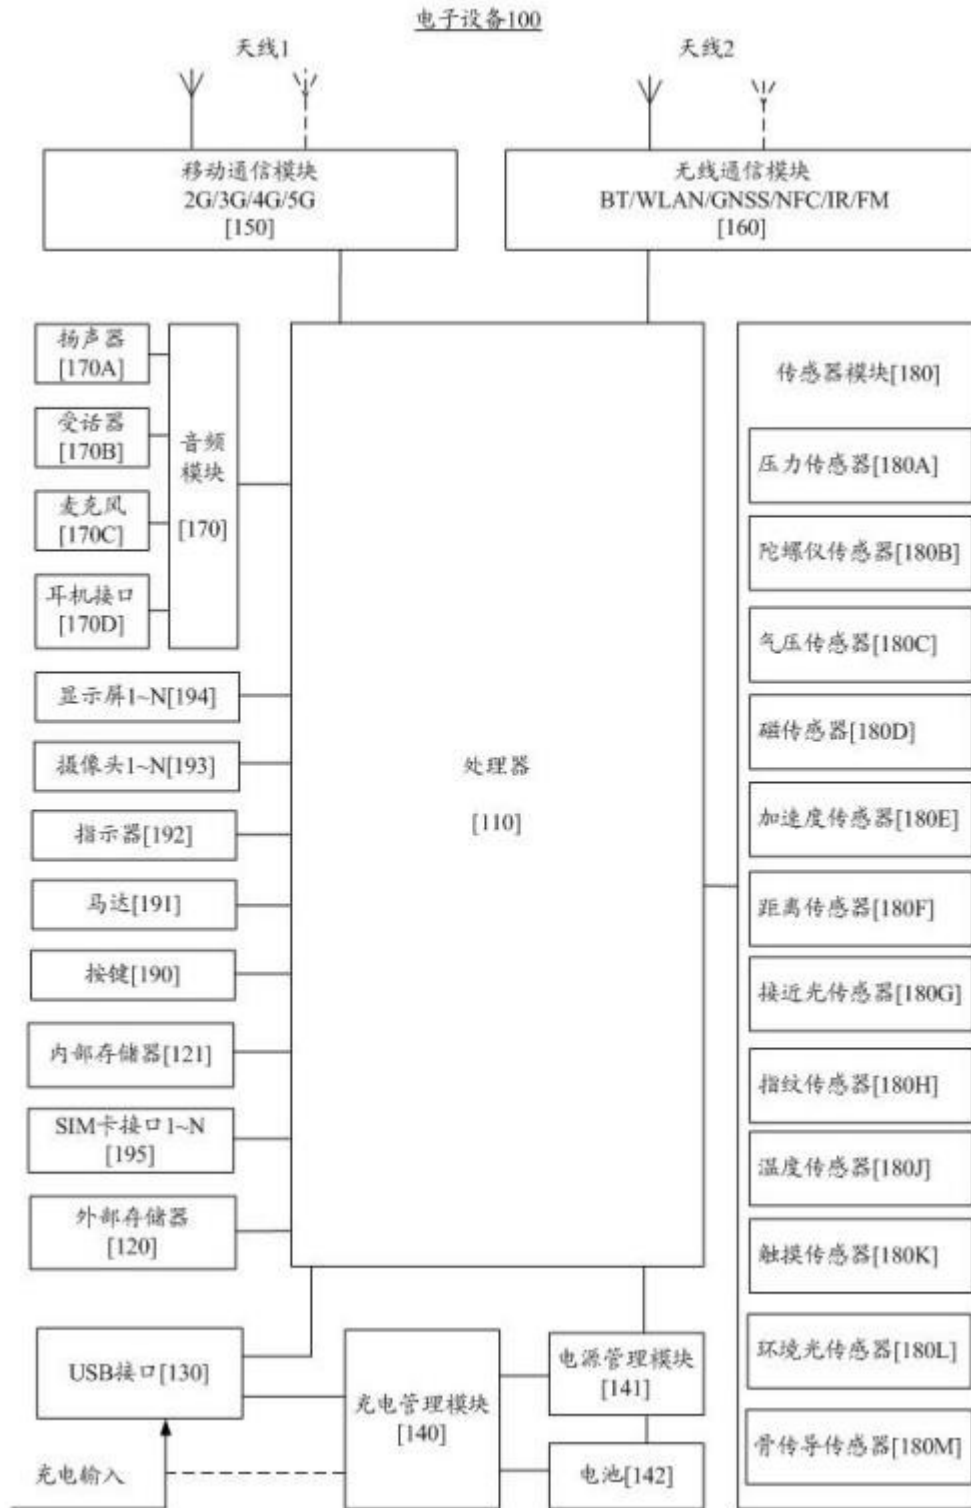 电子设备100
天线1
天线2
移动通信模块
2G/3G/4G/5G
[150]
无线通信模块
BT/WLAN/GNSS/NFC/IR/FM
[160]
扬声器
[170A]
受话器
[170B]
麦克风
[170C]
耳机接口
[170D]
音频
模块
[170]
显示屏1~N[194]
摄像头1~N[193]
指示器[192]
马达[191]
按键[190]
内部存储器[121]
SIM卡接口1~N
[195]
外部存储器
[120]
处理器
[110]
传感器模块[180]
压力传感器[180A]
陀螺仪传感器[180B]
气压传感器[180C]
磁传感器[180D]
加速度传感器[180E]
距离传感器[180F]
接近光传感器[180G]
指纹传感器[180H]
温度传感器[180J]
触摸传感器[180K]
环境光传感器[180L]
骨传导传感器[180M]
USB接口[130]
充电管理模块
[140]
电源管理模块
[141]
电池[142]
充电输入